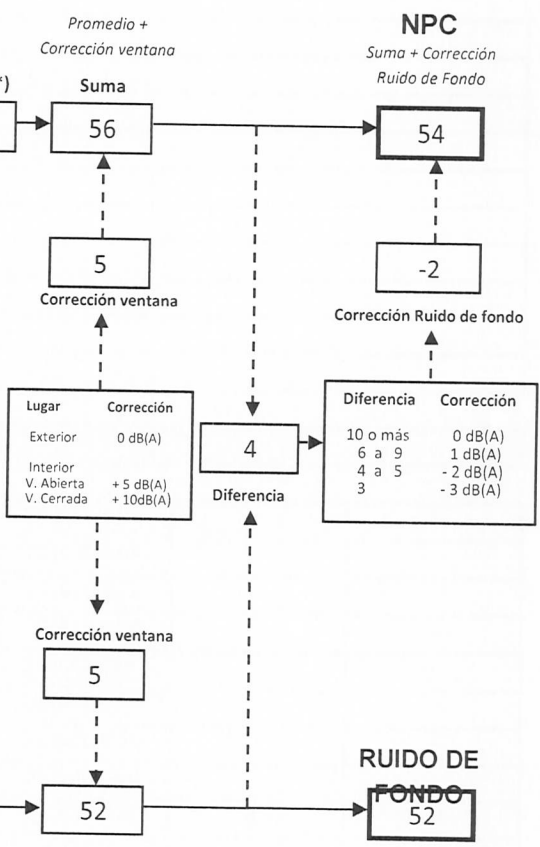 Promedio +
Corrección ventana
NPC
Suma + Corrección
Ruido de Fondo
*)
Suma
56
54
5
Corrección ventana
-2
Corrección Ruido de fondo
Lugar Corrección
Exterior 0 dB(A)
Interior
V. Abierta + 5 dB(A)
V. Cerrada + 10dB(A)
4
Diferencia
Diferencia Corrección
10 o más 0 dB(A)
6 a 9 1 dB(A)
4 a 5 - 2 dB(A)
3 - 3 dB(A)
Corrección ventana
5
52
RUIDO DE
FONDO
52